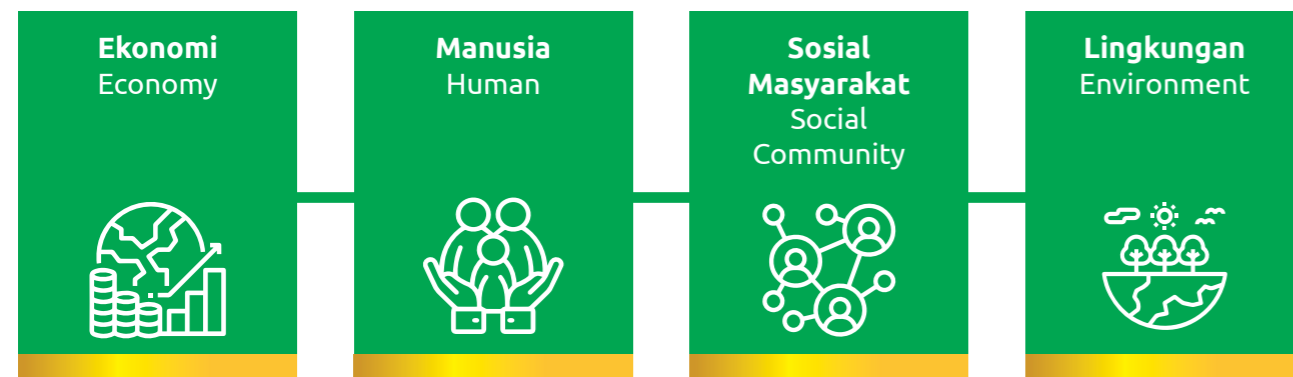 Ekonomi
Economy
Manusia
Human
Sosial
Masyarakat
Social
Community
Lingkungan
Environment